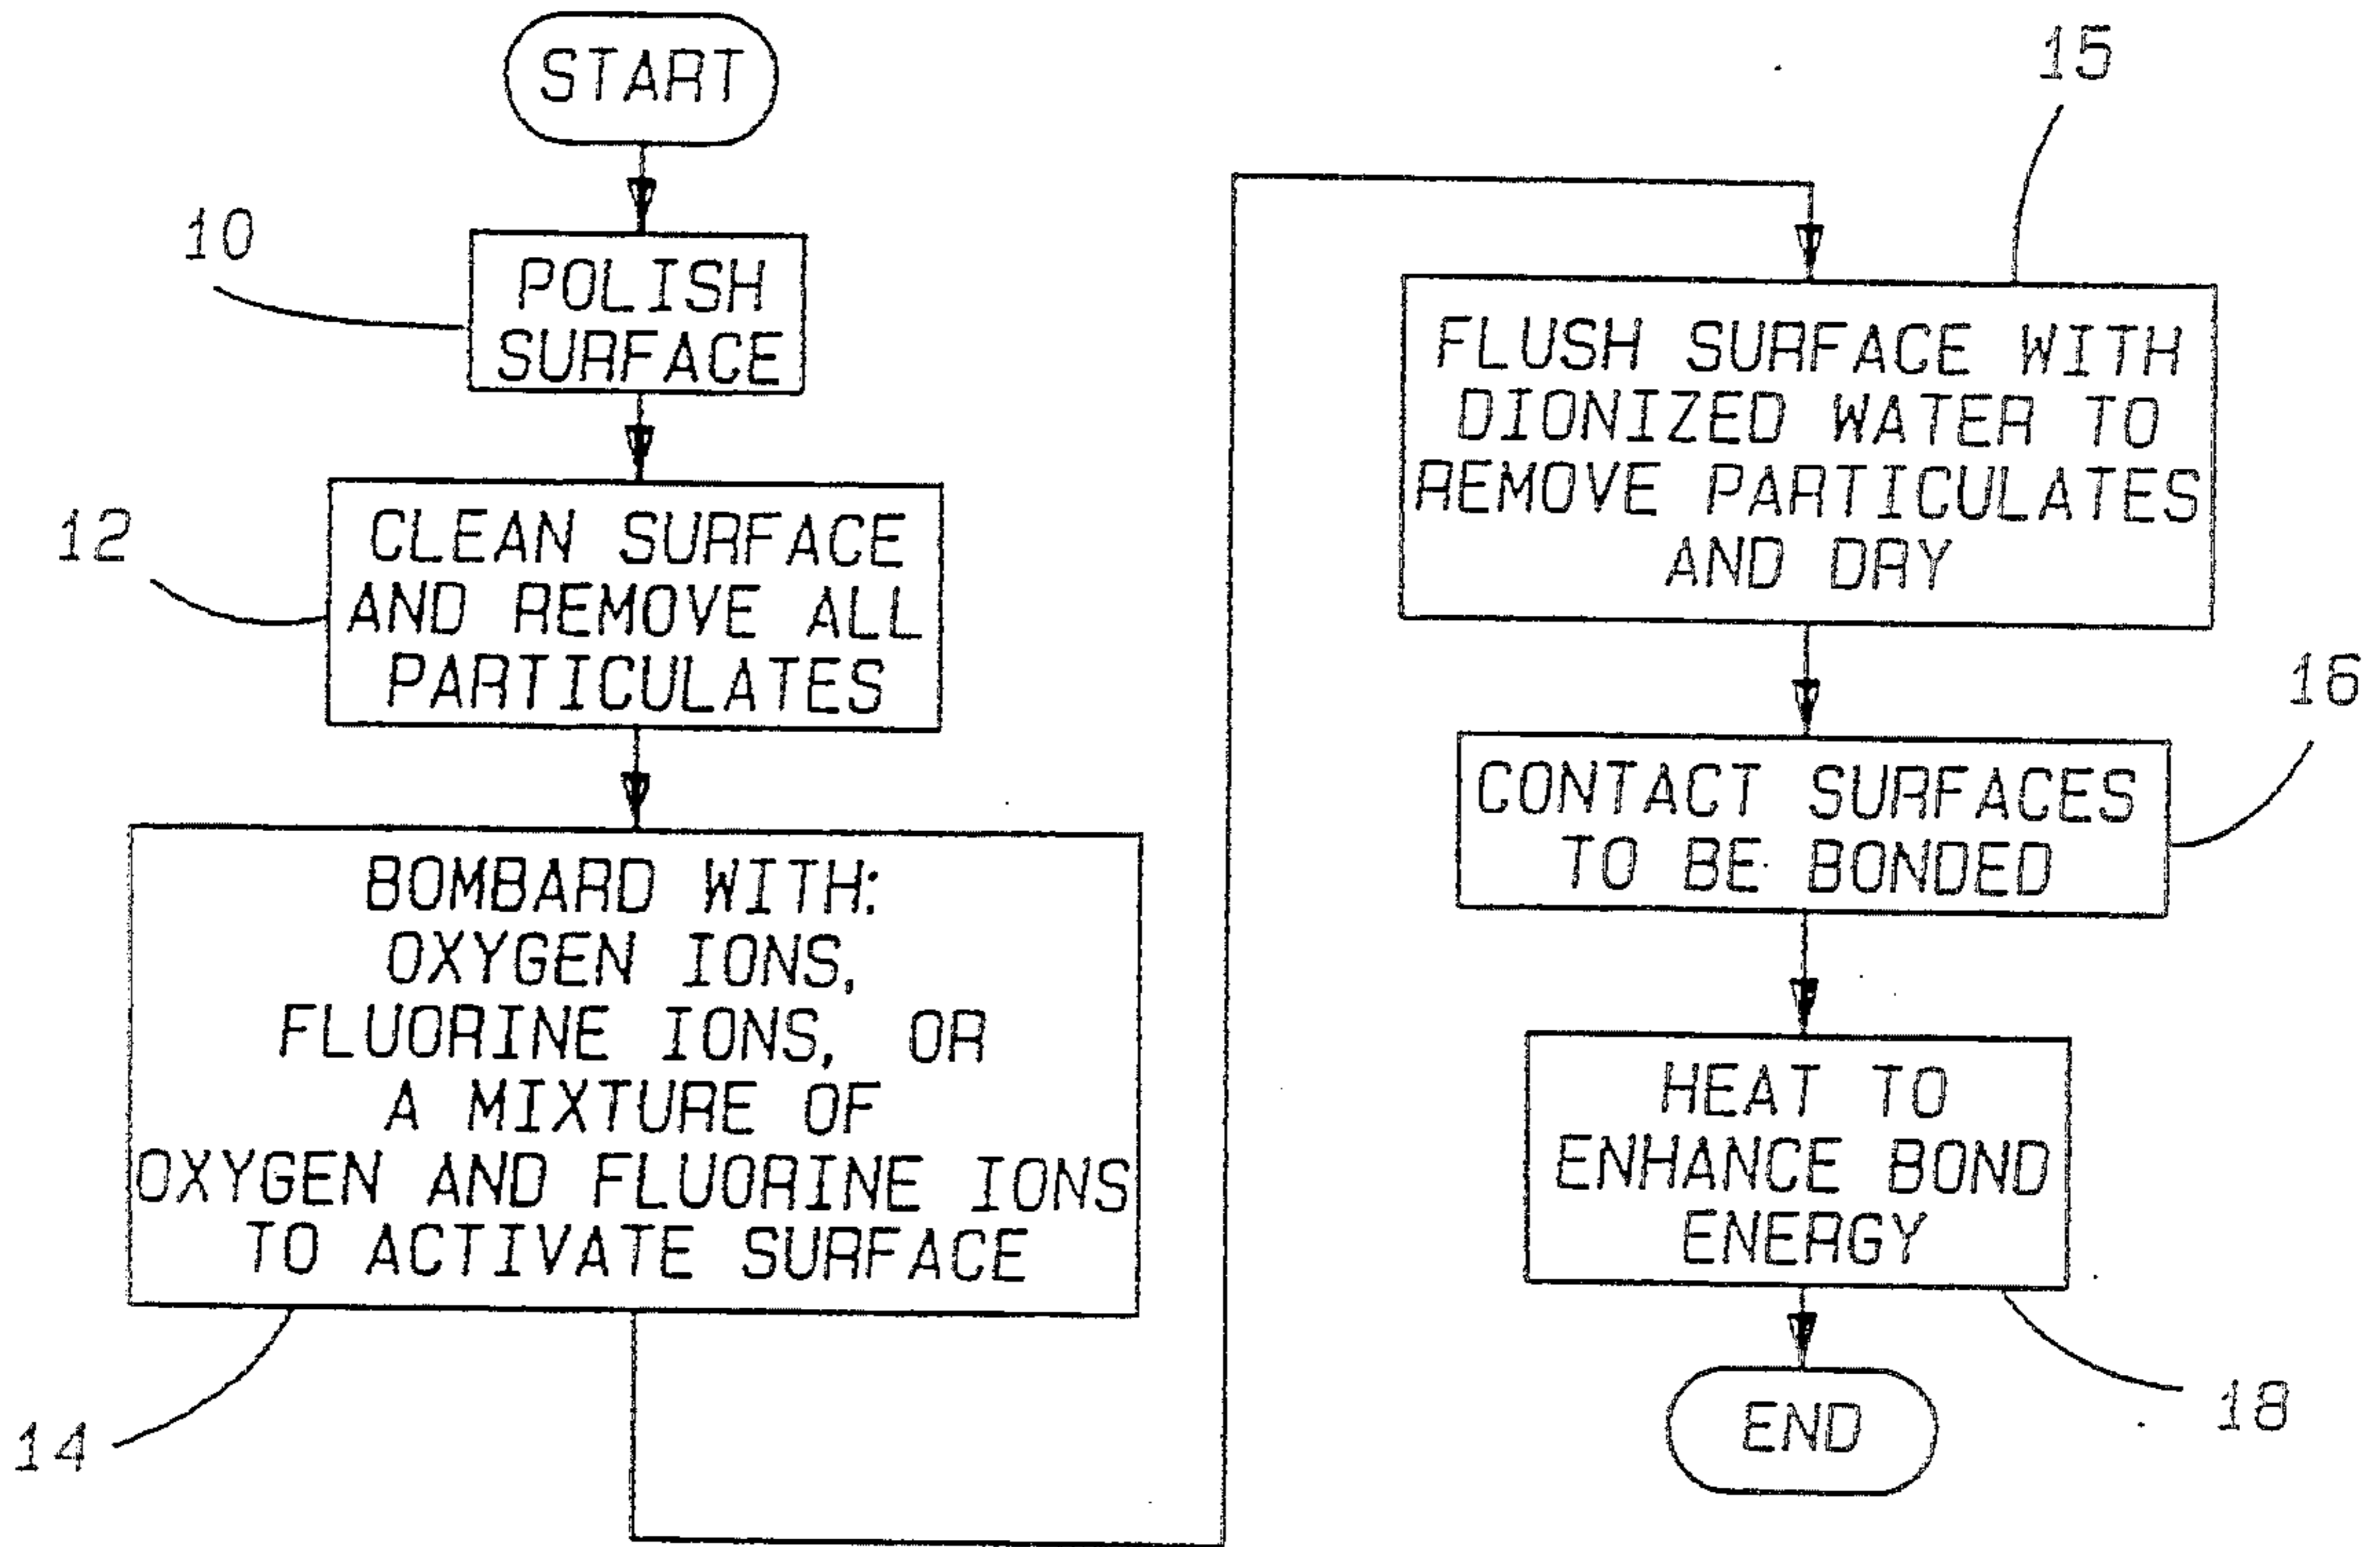 START
10
POLISH
SURFACE
12
CLEAN SURFACE
AND REMOVE ALL
PARTICULATES
BOMBARD WITH:
OXYGEN IONS,
FLUORINE IONS, OR
A MIXTURE OF
OXYGEN AND FLUORINE IONS
TO ACTIVATE SURFACE
14
15
FLUSH SURFACE WITH
DIONIZED WATER TO
REMOVE PARTICULATES
AND DRY
16
CONTACT SURFACES
TO BE BONDED
HEAT TO
ENHANCE BOND
ENERGY
18
END